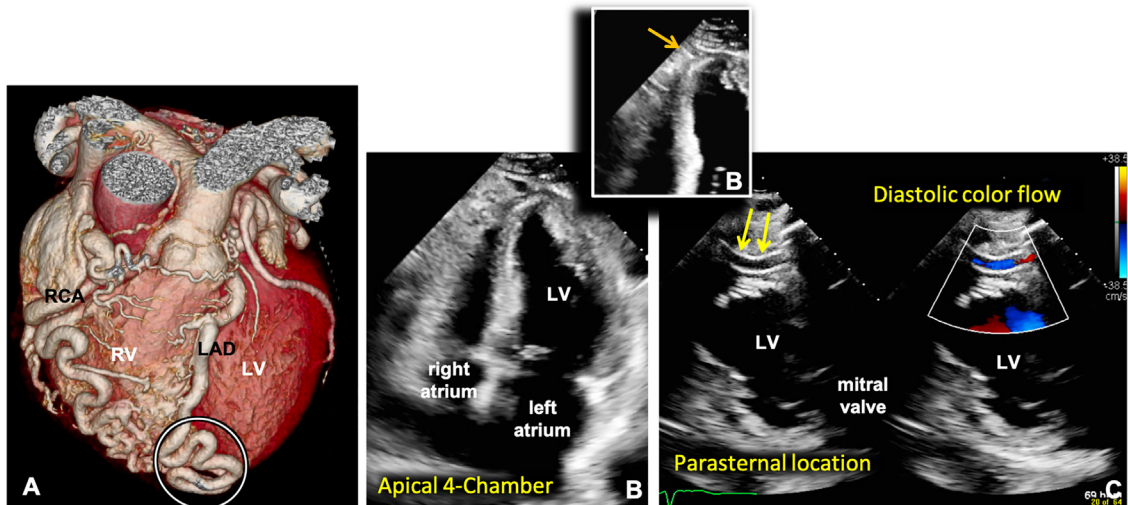 B
RCA
RV
LAD
LV
A
LV
right
atrium
left
atrium
Apical 4-Chamber
B
Diastolic color flow
+38.5
-38.5
cm/s
LV
LV
mitral
valve
Parasternal location
C